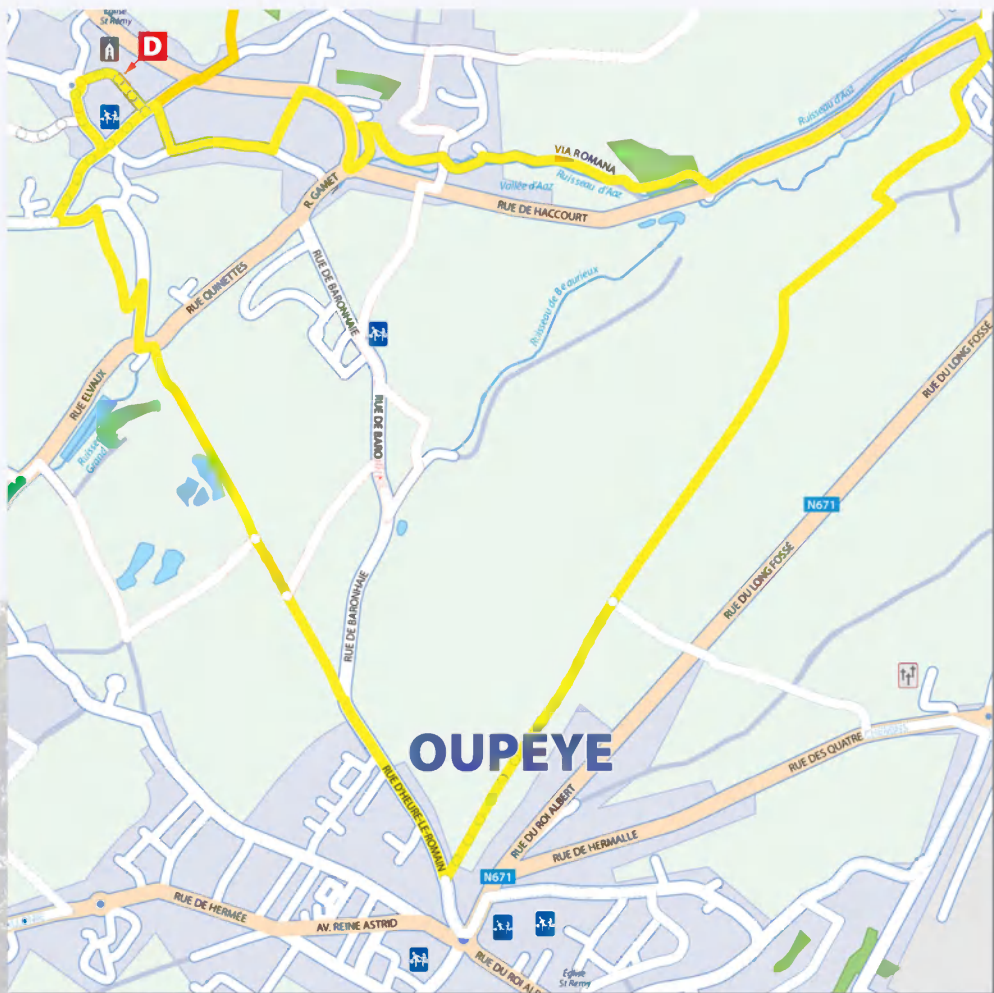 Eglise
St Rémy
D
Ruisseau d'Aaz
VIA ROMANA
Ruisseau d'Aaz
Vallée d'Aaz
R. GAMET
RUE DE HACCOURT
RUE DE BARONHAIE
RUE QUINETTES
Ruisseau de Beaurieux
RUE DU LONG FOSSÉ
RUE ELVAUX
RUE DE BARO
Grand
N671
RUE DU LONG FOSSÉ
RUE DE BARONHAIE
OUPEYE
RUE DES QUATRE
RUE D'HEURE-LE-ROMAIN
RUE DU ROI ALBERT
RUE DE HERMALLE
N671
RUE DE HERMÉE
AV. REINE ASTRID
RUE DU ROI AL
Eglise
St Remy